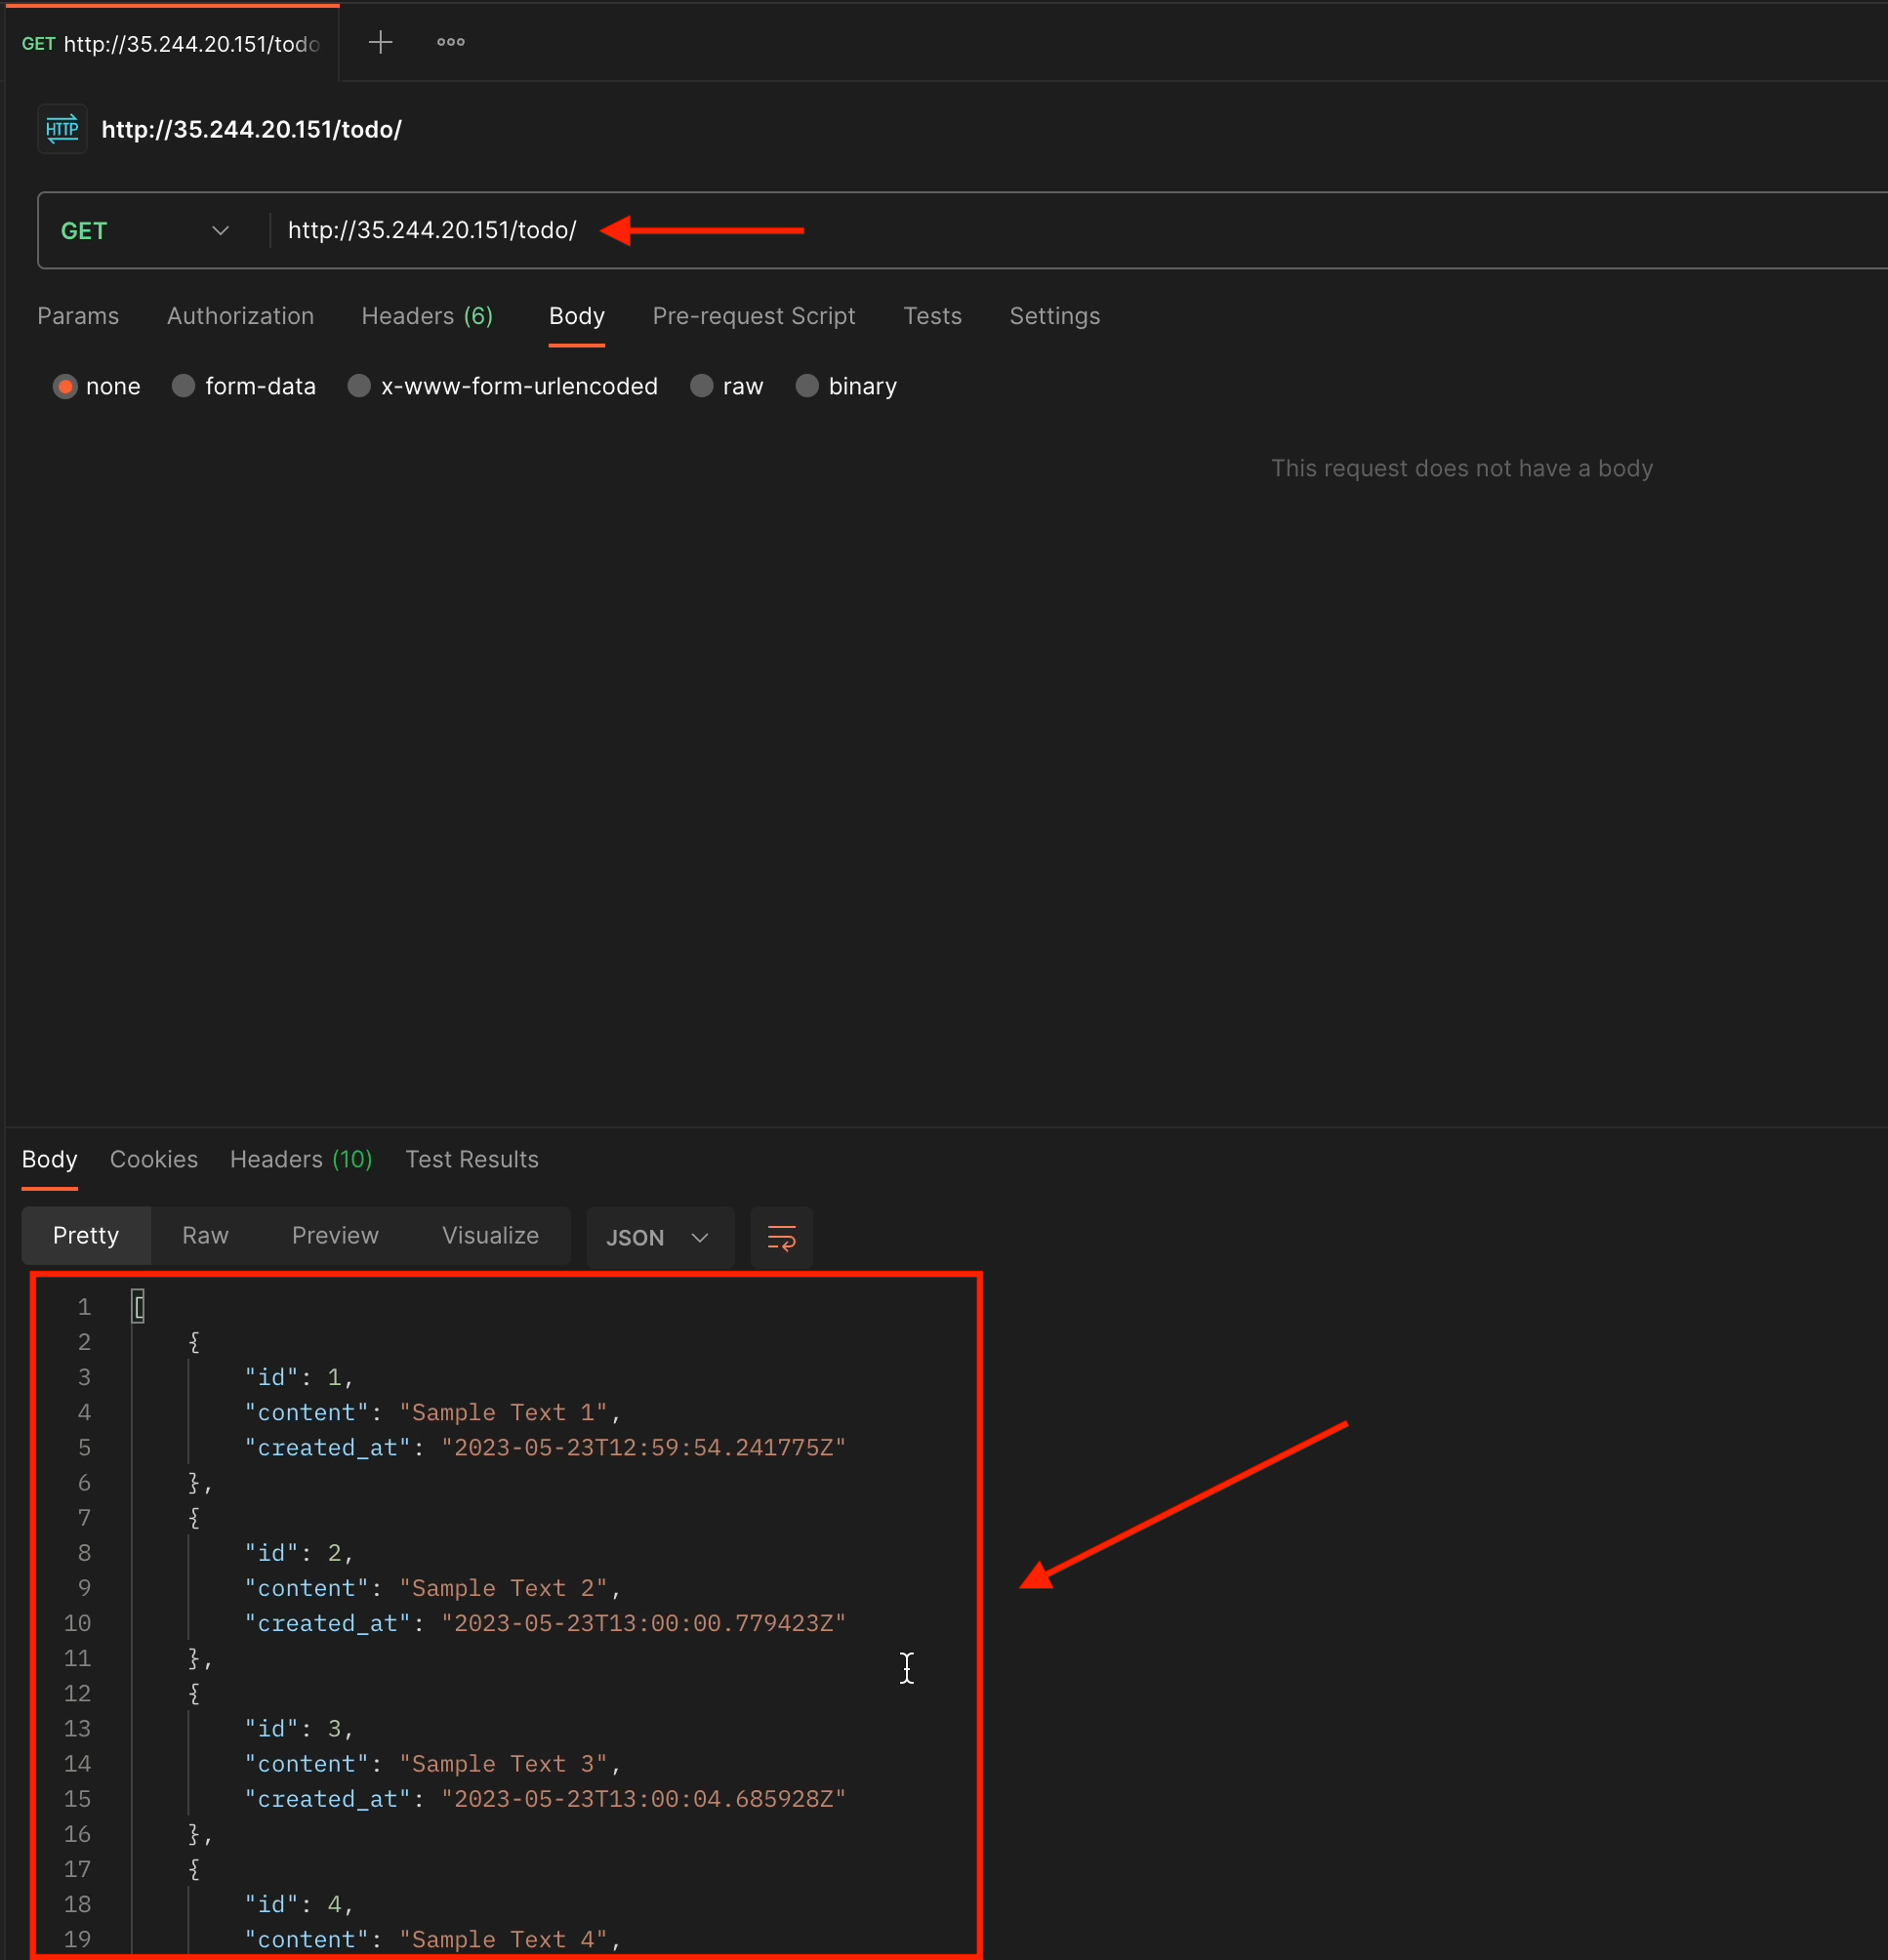 GET http://35.244.20.151/todo
HTTP http://35.244.20.151/todo/
GET http://35.244.20.151/todo/
Params Authorization Headers (6) Body Pre-request Script Tests Settings
none form-data x-www-form-urlencoded raw binary
This request does not have a body
Body Cookies Headers (10) Test Results
Pretty Raw Preview Visualize JSON
1 [
2 {
3 "id": 1,
4 "content": "Sample Text 1",
5 "created_at": "2023-05-23T12:59:54.241775Z"
6 },
7 {
8 "id": 2,
9 "content": "Sample Text 2",
10 "created_at": "2023-05-23T13:00:00.779423Z"
11 },
12 {
13 "id": 3,
14 "content": "Sample Text 3",
15 "created_at": "2023-05-23T13:00:04.685928Z"
16 },
17 {
18 "id": 4,
19 "content": "Sample Text 4",